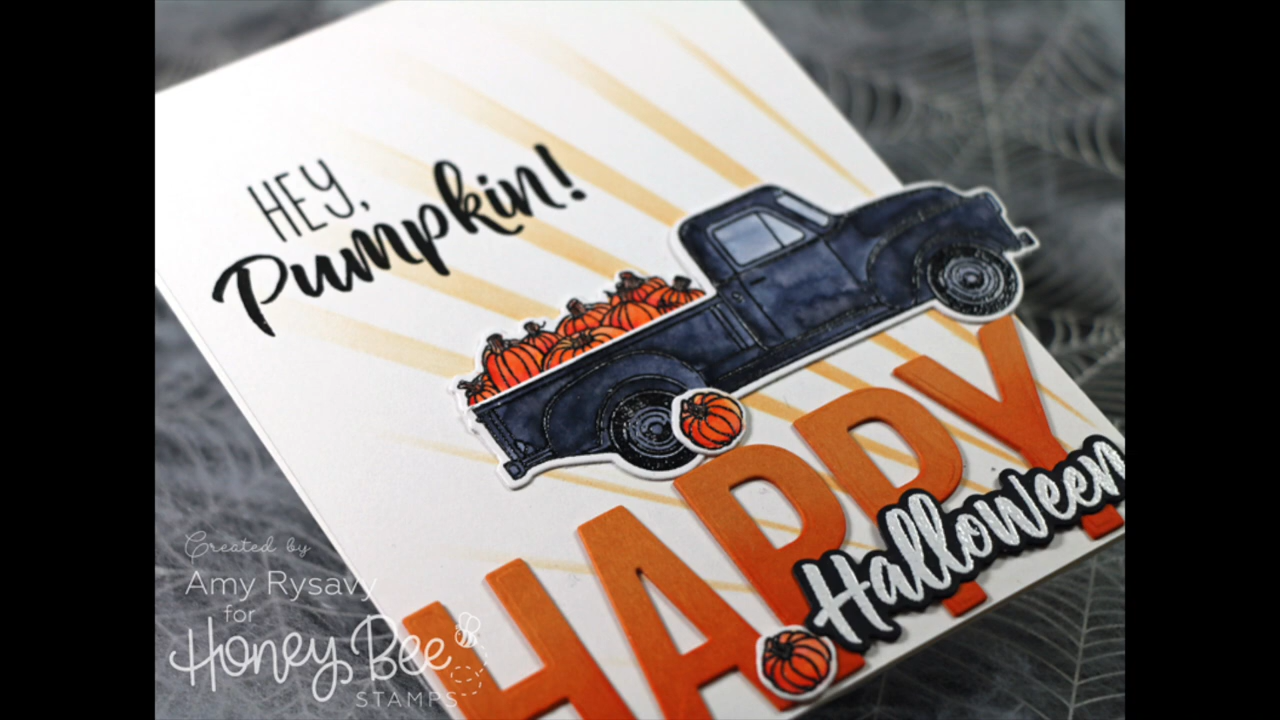 HEY,
Pumpkin!
HAPPY
Halloween
Created by
Amy Rysavy
for
Honey Bee
STAMPS